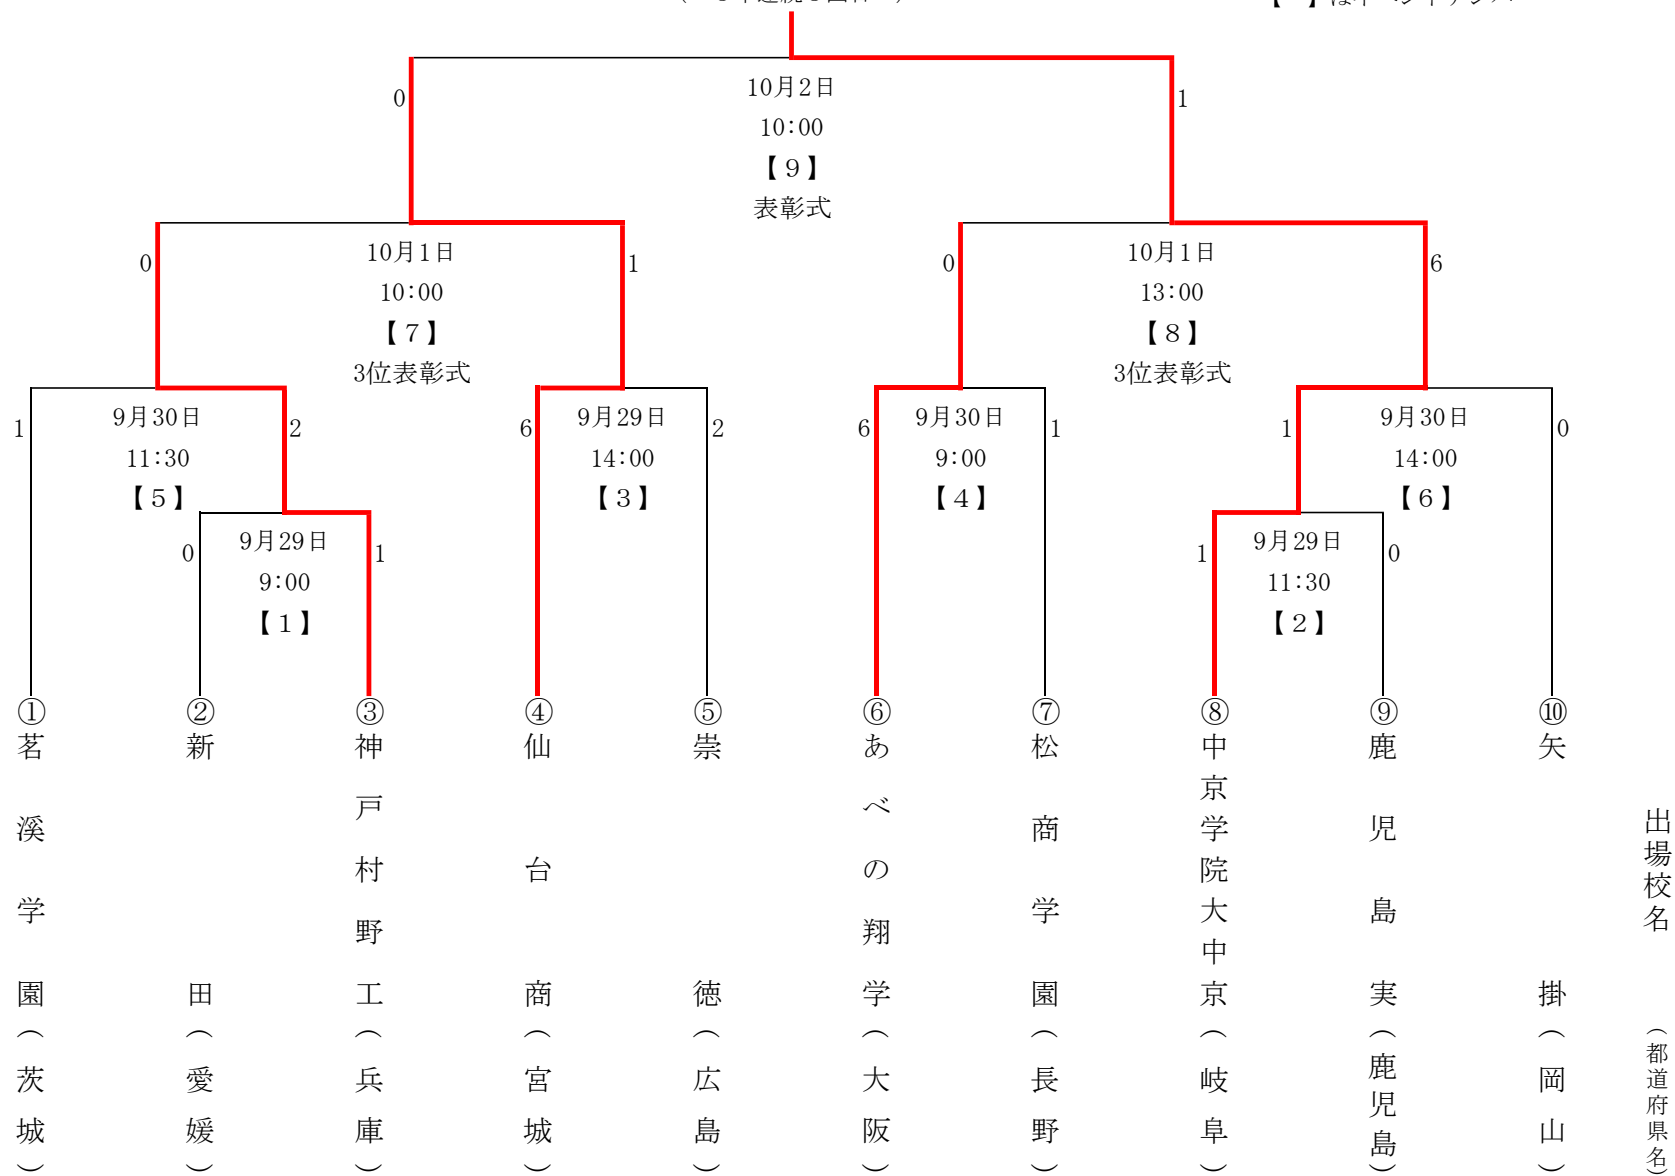 0
10月2日
10:00
【９】
表彰式
1
0
10月1日
10:00
【７】
3位表彰式
1
0
10月1日
13:00
【８】
3位表彰式
6
1
9月30日
11:30
【５】
2
6
9月29日
14:00
【３】
2
6
9月30日
9:00
【４】
1
1
9月30日
14:00
【６】
0
0
9月29日
9:00
【１】
1
1
9月29日
11:30
【２】
0
①茗溪学園（茨城）
②新田（愛媛）
③神戸村野工（兵庫）
④仙台商（宮城）
⑤崇徳（広島）
⑥あべの翔学（大阪）
⑦松商学園（長野）
⑧中京学院大中京（岐阜）
⑨鹿児島実（鹿児島）
⑩矢掛（岡山）
出場校名（都道府県名）